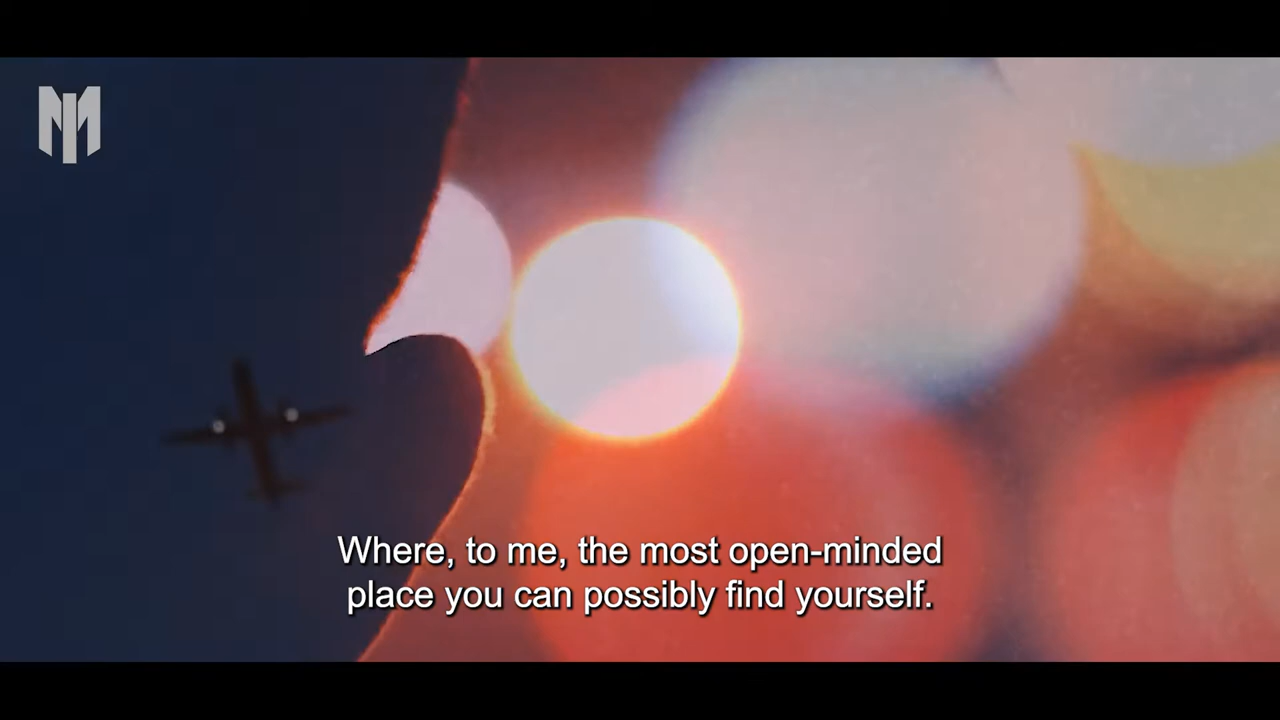 Where, to me, the most open-minded
place you can possibly find yourself.